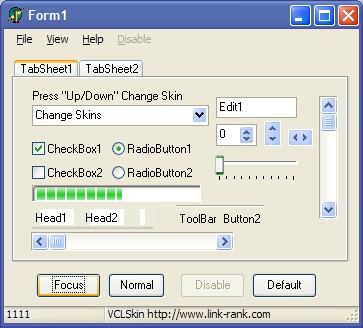 Form1
File View Help Disable
TabSheet1 TabSheet2
Press "Up/Down" Change Skin
Change Skins
Edit1
0
CheckBox1 RadioButton1
CheckBox2 RadioButton2
Head1 Head2
ToolBar Button2
Focus Normal Disable Default
1111 VCLSkin http://www.link-rank.com